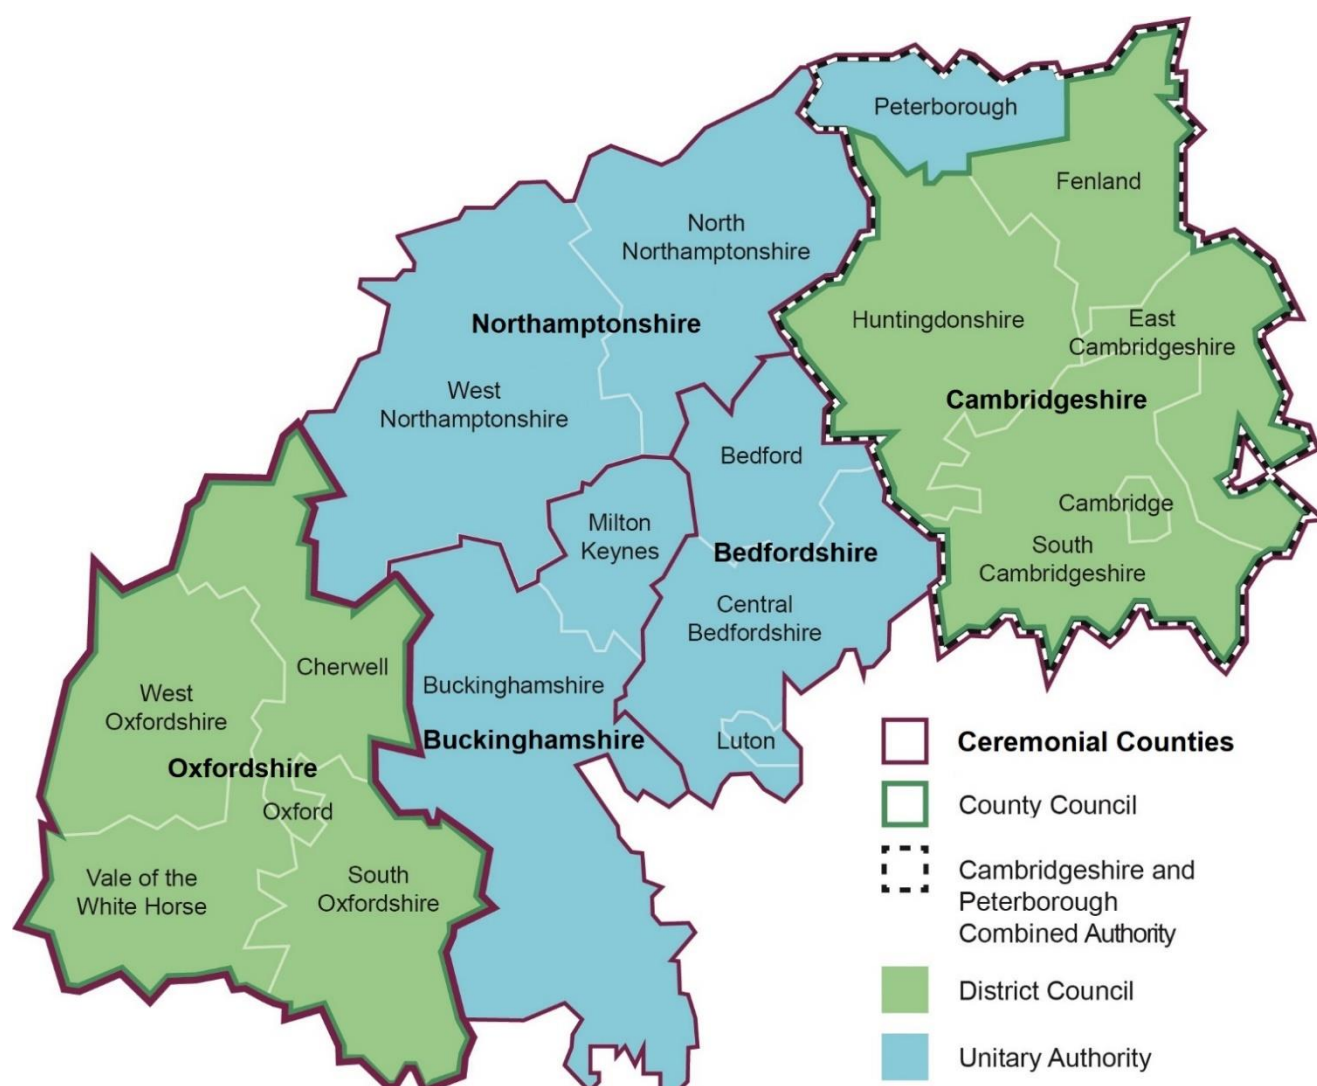 Peterborough
Fenland
North
Northamptonshire
Northamptonshire
Huntingdonshire
East
Cambridgeshire
West
Northamptonshire
Cambridgeshire
Bedford
Milton
Keynes
Cambridge
Bedfordshire
South
Cambridgeshire
Central
Bedfordshire
Cherwell
Buckinghamshire
West
Oxfordshire
Buckinghamshire
Luton
Oxfordshire
Oxford
Vale of the
White Horse
South
Oxfordshire
Ceremonial Counties
County Council
Cambridgeshire and
Peterborough
Combined Authority
District Council
Unitary Authority